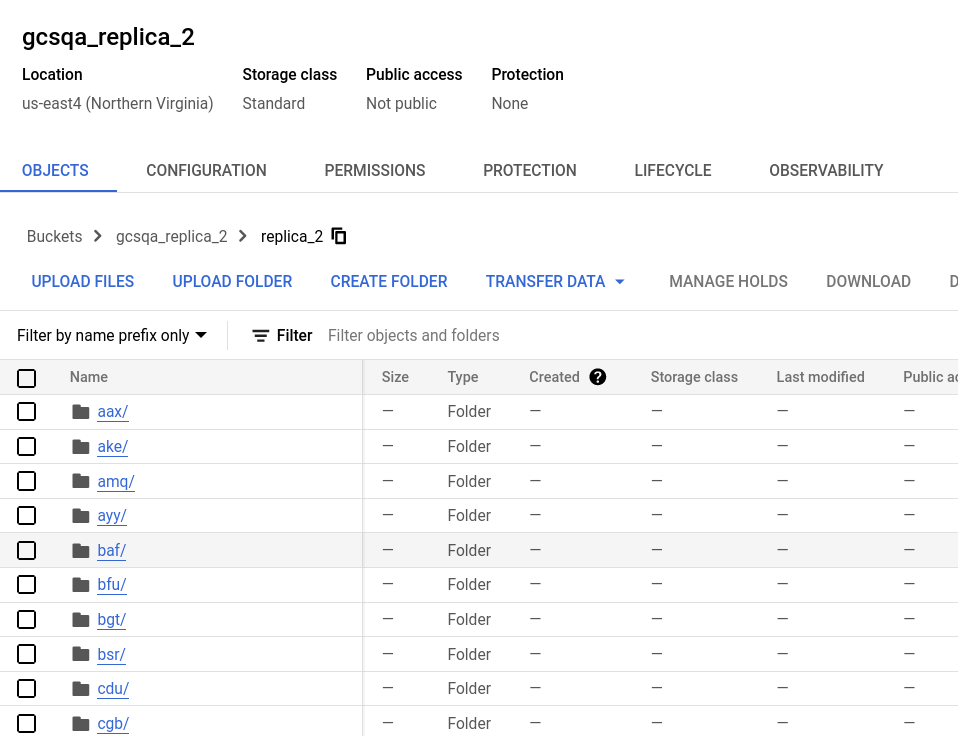 gcsqa_replica_2
Location Storage class Public access Protection
us-east4 (Northern Virginia) Standard Not public None
OBJECTS CONFIGURATION PERMISSIONS PROTECTION LIFECYCLE OBSERVABILITY
Buckets gcsqa_replica_2 replica_2
UPLOAD FILES UPLOAD FOLDER CREATE FOLDER TRANSFER DATA MANAGE HOLDS DOWNLOAD
Filter by name prefix only Filter Filter objects and folders
Name Size Type Created ? Storage class Last modified Public
aax/ — Folder — — — —
ake/ — Folder — — — —
amq/ — Folder — — — —
ayy/ — Folder — — — —
baf/ — Folder — — — —
bfu/ — Folder — — — —
bgt/ — Folder — — — —
bsr/ — Folder — — — —
cdu/ — Folder — — — —
cgb/ — Folder — — — —